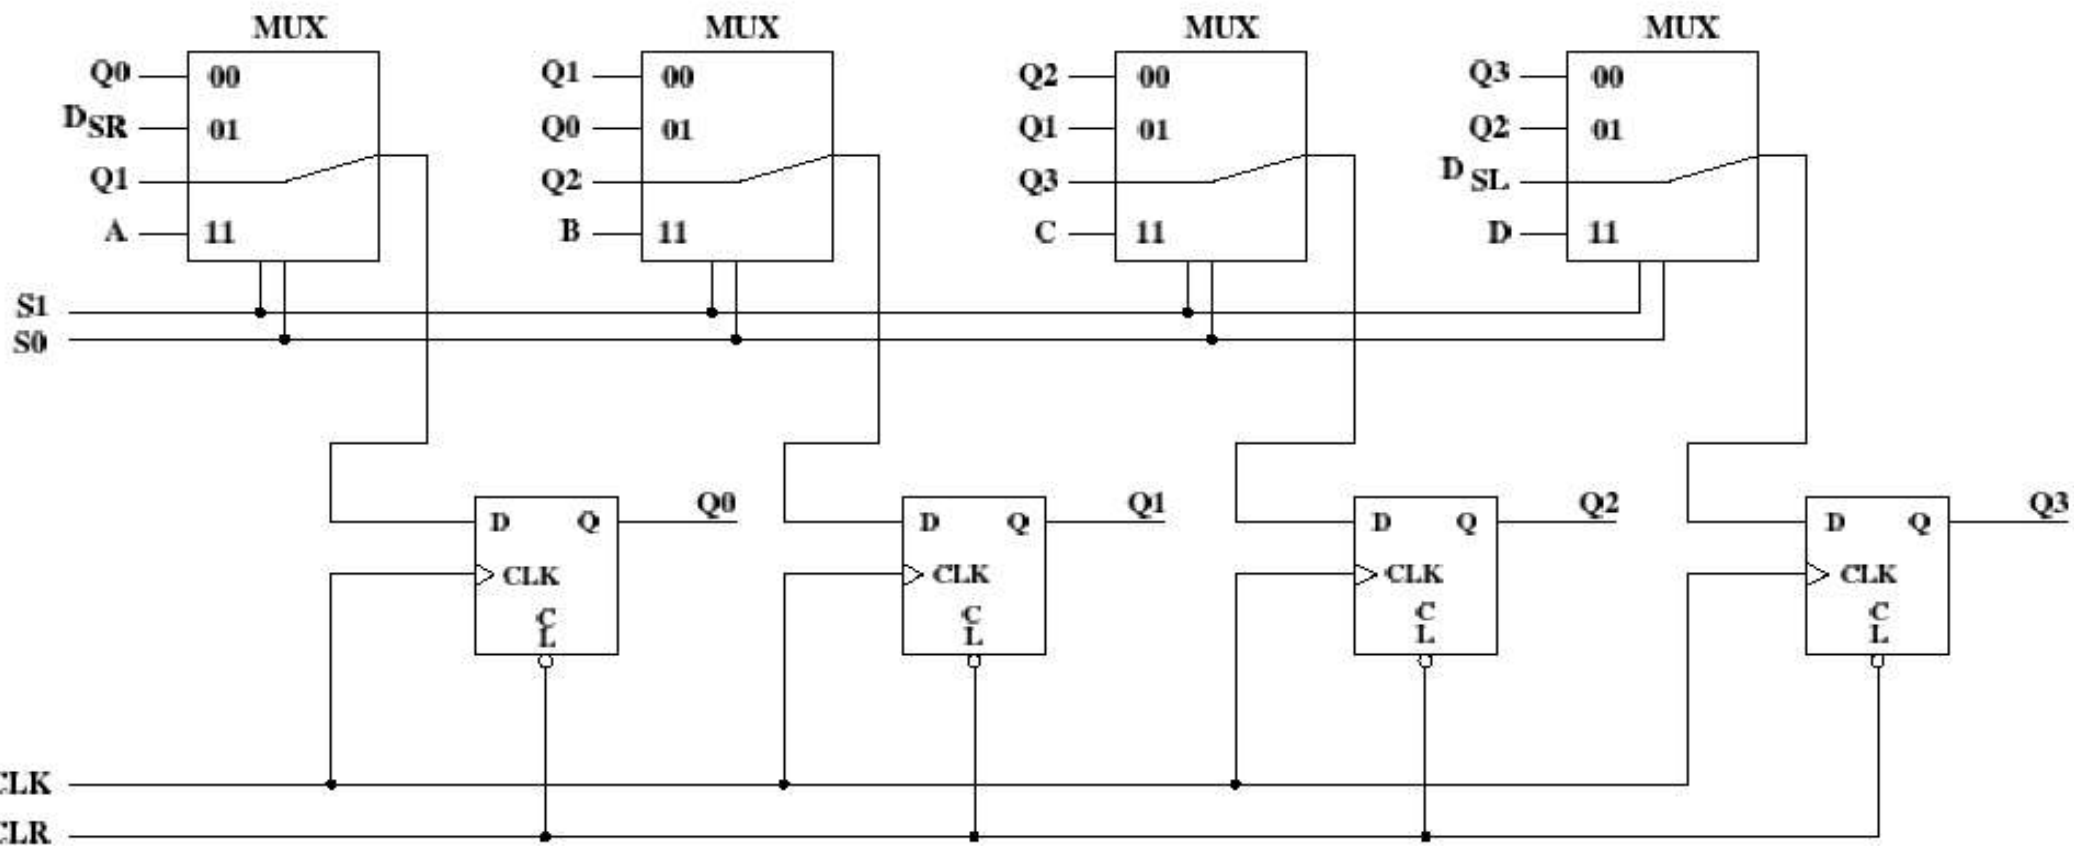 MUX MUX MUX MUX
Q0 00 Q1 00 Q2 00 Q3 00
DSR 01 Q0 01 Q1 01 Q2 01
Q1 Q2 Q3 D SL
A 11 B 11 C 11 D 11
S1
S0
Q0 Q1 Q2 Q3
D Q D Q D Q D Q
CLK CLK CLK CLK
C C C C
L L L L
CLK
CLR